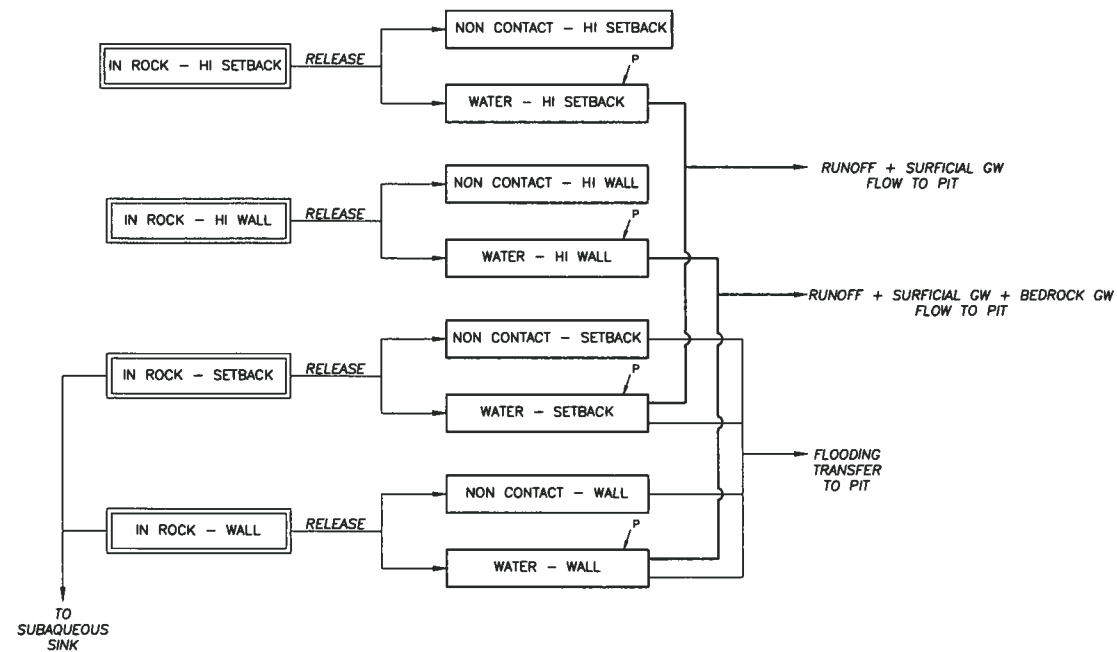 NON CONTACT – HI SETBACK
IN ROCK – HI SETBACK
RELEASE
P
WATER – HI SETBACK
RUNOFF + SURFICIAL GW
FLOW TO PIT
NON CONTACT – HI WALL
IN ROCK – HI WALL
RELEASE
P
WATER – HI WALL
RUNOFF + SURFICIAL GW + BEDROCK GW
FLOW TO PIT
NON CONTACT – SETBACK
IN ROCK – SETBACK
RELEASE
P
WATER – SETBACK
FLOODING
TRANSFER
TO PIT
NON CONTACT – WALL
IN ROCK – WALL
RELEASE
P
WATER – WALL
TO
SUBAQUEOUS
SINK